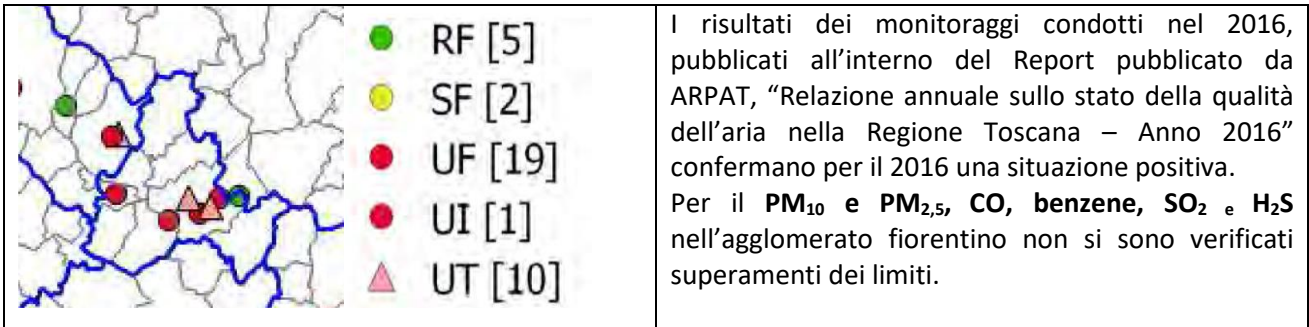 RF [5]
SF [2]
UF [19]
UI [1]
UT [10]
I risultati dei monitoraggi condotti nel 2016,
pubblicati all’interno del Report pubblicato da
ARPAT, “Relazione annuale sullo stato della qualità
dell’aria nella Regione Toscana – Anno 2016”
confermano per il 2016 una situazione positiva.
Per il PM₁₀ e PM₂,₅, CO, benzene, SO₂ e H₂S
nell’agglomerato fiorentino non si sono verificati
superamenti dei limiti.